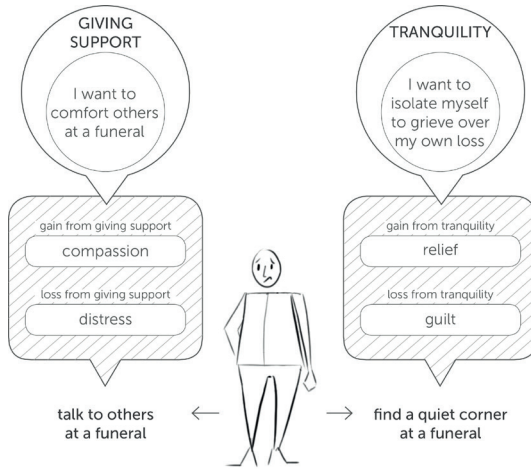 GIVING
SUPPORT
I want to
comfort others
at a funeral
gain from giving support
compassion
loss from giving support
distress
talk to others
at a funeral
TRANQUILITY
I want to
isolate myself
to grieve over
my own loss
gain from tranquility
relief
loss from tranquility
guilt
find a quiet corner
at a funeral